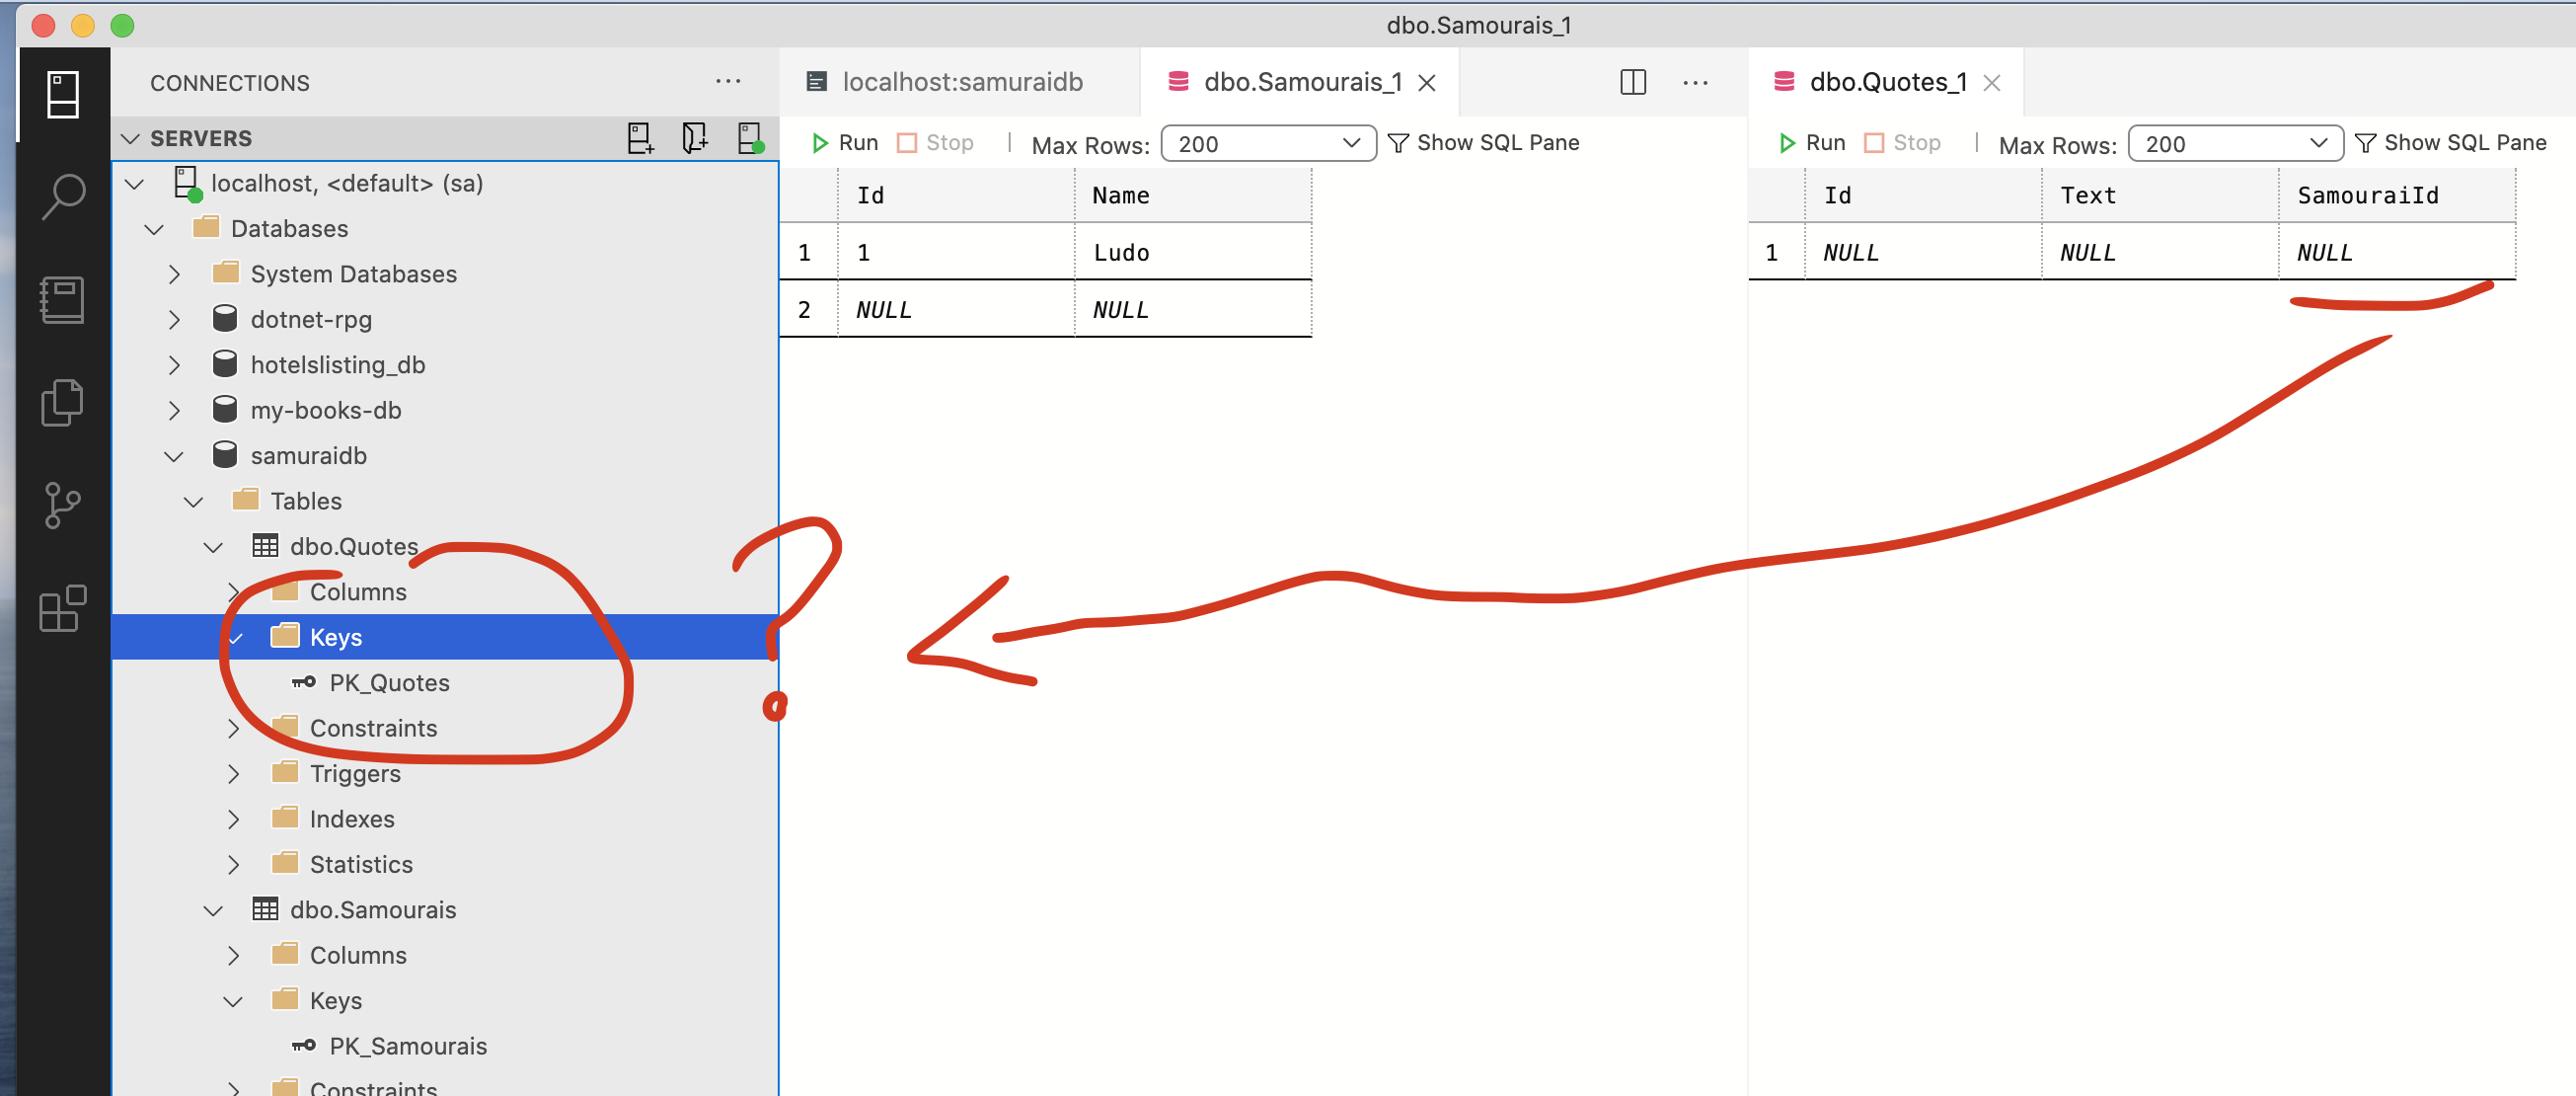 dbo.Samourais_1
CONNECTIONS
SERVERS
localhost, <default> (sa)
Databases
System Databases
dotnet-rpg
hotelslisting_db
my-books-db
samuraidb
Tables
dbo.Quotes
Columns
Keys
PK_Quotes
Constraints
Triggers
Indexes
Statistics
dbo.Samourais
Columns
Keys
PK_Samourais
Constraints
localhost:samuraidb
dbo.Samourais_1
Run Stop | Max Rows: 200 Show SQL Pane
Id Name
1 1 Ludo
2 NULL NULL
?
dbo.Quotes_1
Run Stop | Max Rows: 200 Show SQL Pane
Id Text SamouraiId
1 NULL NULL NULL